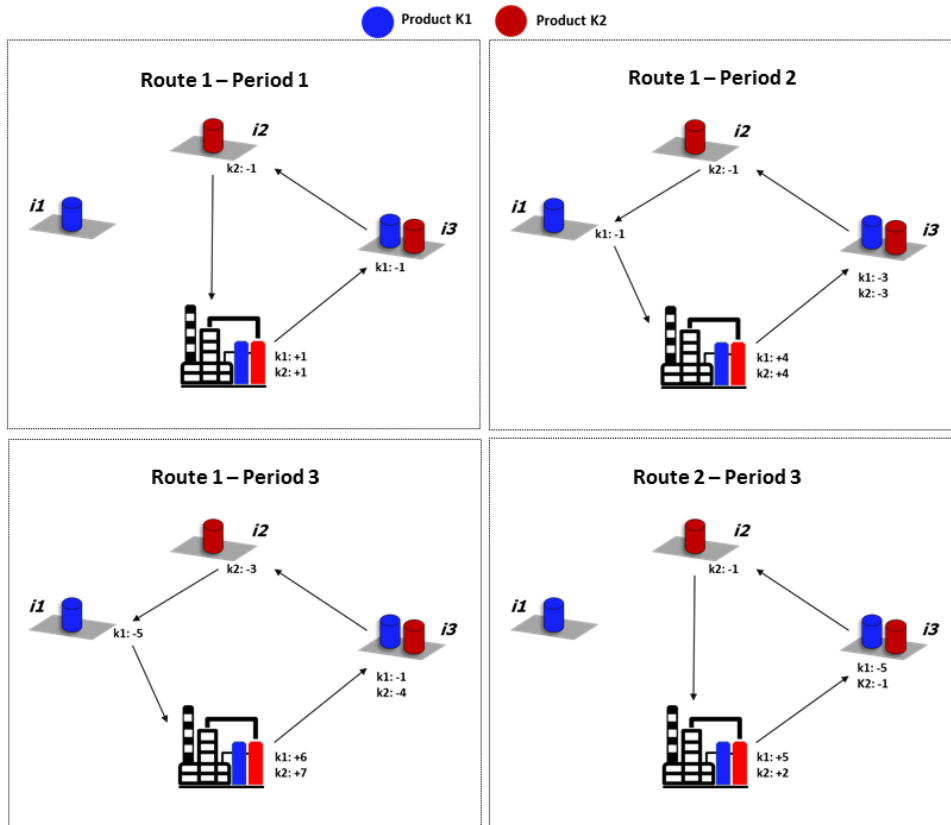 Product K1
Product K2
Route 1 – Period 1
i2
k2: -1
i1
i3
k1: -1
k1: +1
k2: +1
Route 1 – Period 2
i2
k2: -1
i1
k1: -1
i3
k1: -3
k2: -3
k1: +4
k2: +4
Route 1 – Period 3
i2
k2: -3
i1
k1: -5
i3
k1: -1
k2: -4
k1: +6
k2: +7
Route 2 – Period 3
i2
k2: -1
i1
i3
k1: -5
K2: -1
k1: +5
k2: +2